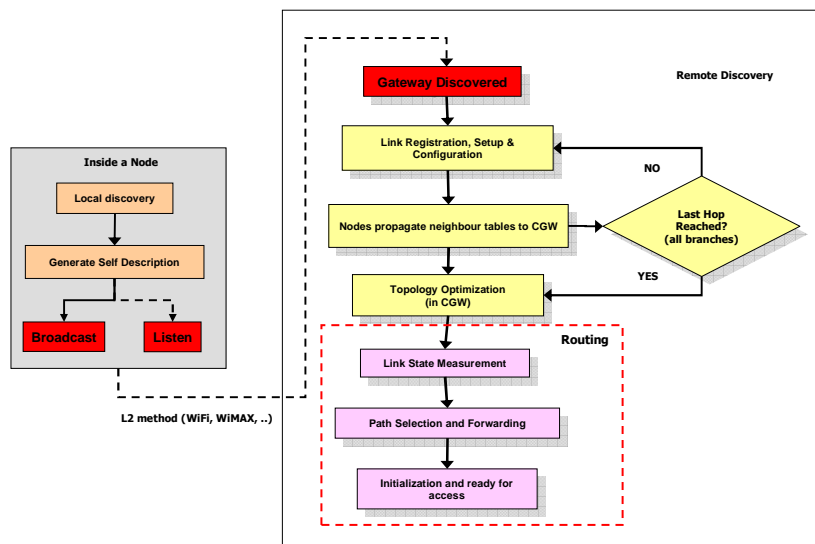 Gateway Discovered
Remote Discovery
Link Registration, Setup &
Configuration
NO
Inside a Node
Local discovery
Generate Self Description
Broadcast
Listen
Nodes propagate neighbour tables to CGW
Last Hop
Reached?
(all branches)
YES
Topology Optimization
(in CGW)
Routing
Link State Measurement
L2 method (WiFi, WiMAX, ..)
Path Selection and Forwarding
Initialization and ready for
access